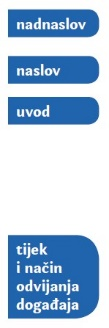 nadnaslov
naslov
uvod
tijek
i način
odvijanja
događaja